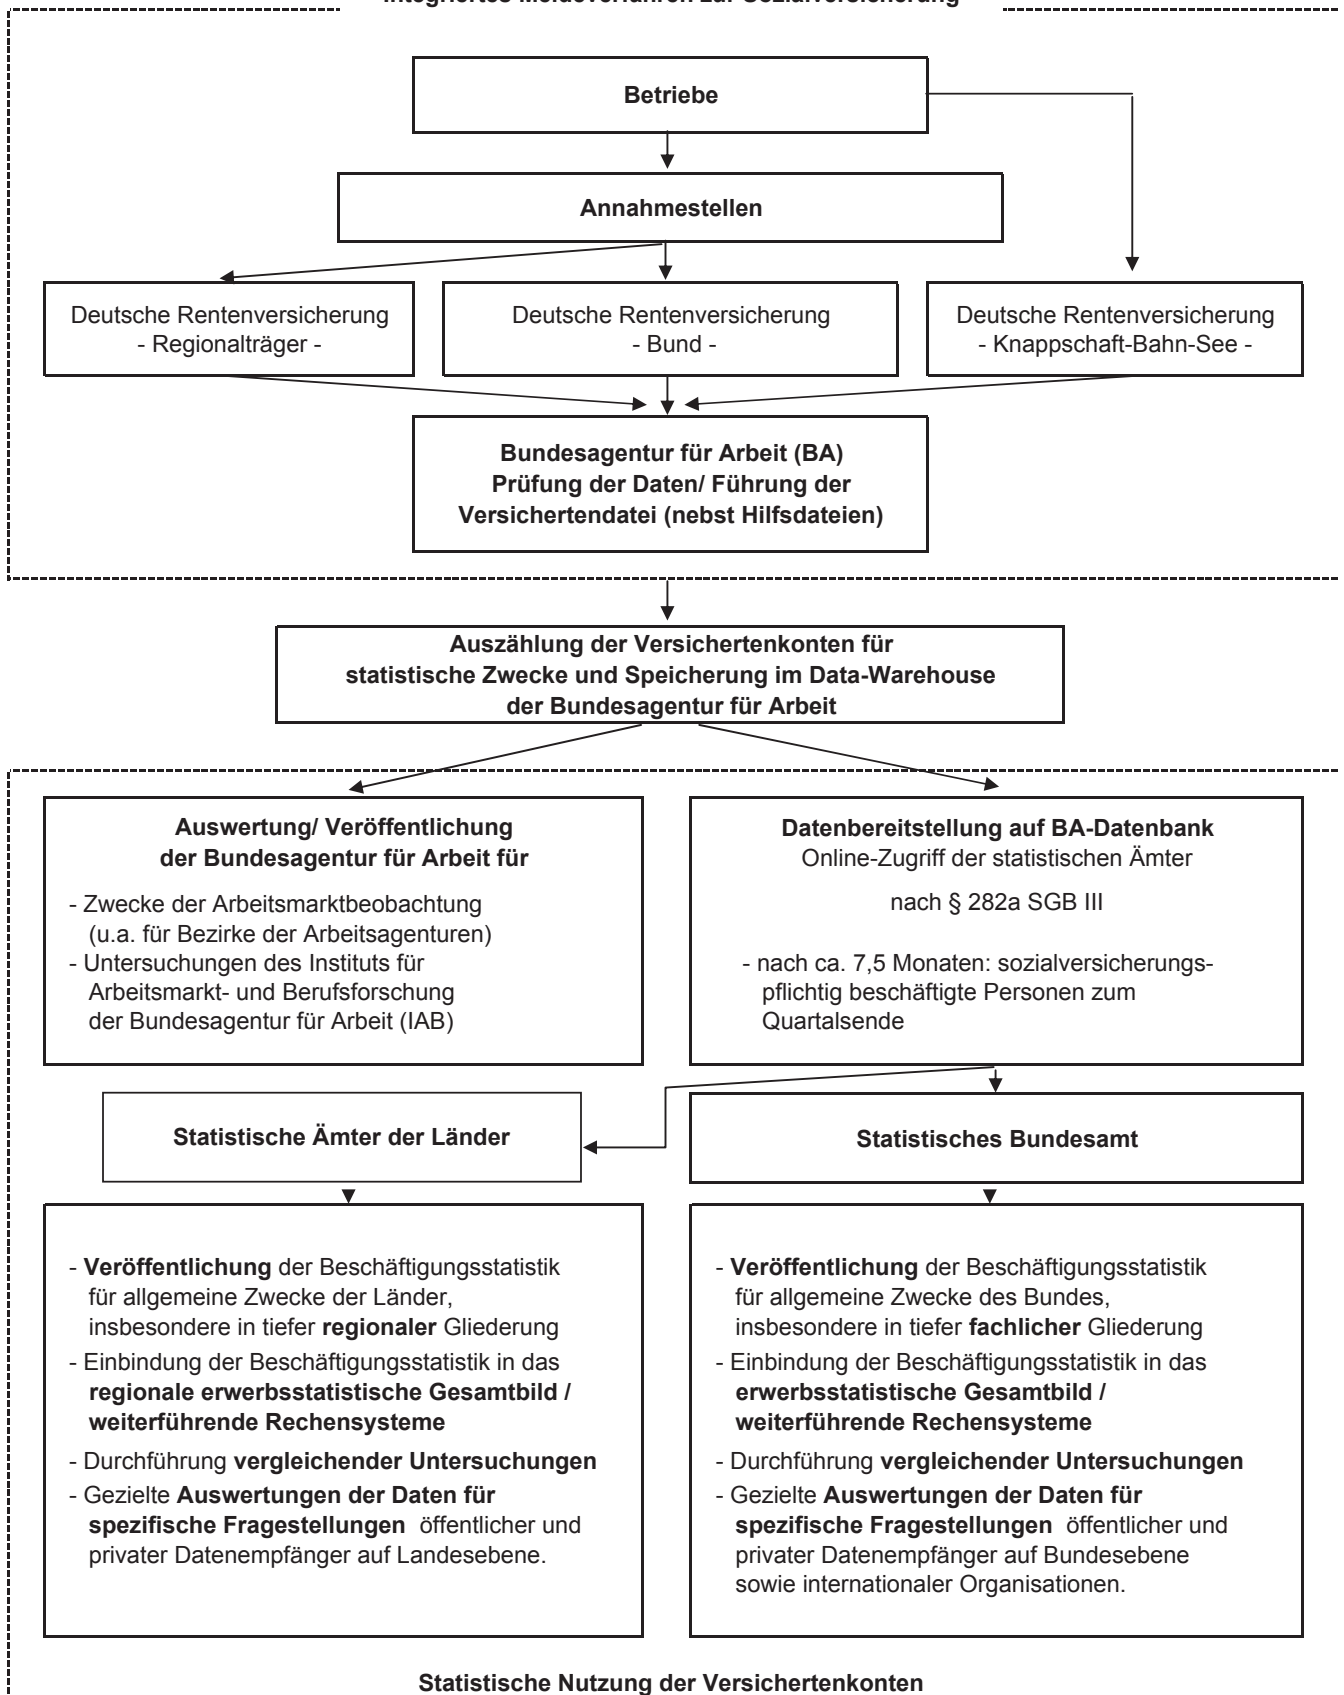 Integriertes Meldeverfahren zur Sozialversicherung
Betriebe
Annahmestellen
Deutsche Rentenversicherung
- Regionalträger -
Deutsche Rentenversicherung
- Bund -
Deutsche Rentenversicherung
- Knappschaft-Bahn-See -
Bundesagentur für Arbeit (BA)
Prüfung der Daten/ Führung der
Versichertendatei (nebst Hilfsdateien)
Auszählung der Versichertenkonten für
statistische Zwecke und Speicherung im Data-Warehouse
der Bundesagentur für Arbeit
Auswertung/ Veröffentlichung
der Bundesagentur für Arbeit für
- Zwecke der Arbeitsmarktbeobachtung
(u.a. für Bezirke der Arbeitsagenturen)
- Untersuchungen des Instituts für
Arbeitsmarkt- und Berufsforschung
der Bundesagentur für Arbeit (IAB)
Datenbereitstellung auf BA-Datenbank
Online-Zugriff der statistischen Ämter
nach § 282a SGB III
- nach ca. 7,5 Monaten: sozialversicherungs-
pflichtig beschäftigte Personen zum
Quartalsende
Statistische Ämter der Länder
Statistisches Bundesamt
- Veröffentlichung der Beschäftigungsstatistik
für allgemeine Zwecke der Länder,
insbesondere in tiefer regionaler Gliederung
- Einbindung der Beschäftigungsstatistik in das
regionale erwerbsstatistische Gesamtbild /
weiterführende Rechensysteme
- Durchführung vergleichender Untersuchungen
- Gezielte Auswertungen der Daten für
spezifische Fragestellungen öffentlicher und
privater Datenempfänger auf Landesebene.
- Veröffentlichung der Beschäftigungsstatistik
für allgemeine Zwecke des Bundes,
insbesondere in tiefer fachlicher Gliederung
- Einbindung der Beschäftigungsstatistik in das
erwerbsstatistische Gesamtbild /
weiterführende Rechensysteme
- Durchführung vergleichender Untersuchungen
- Gezielte Auswertungen der Daten für
spezifische Fragestellungen öffentlicher und
privater Datenempfänger auf Bundesebene
sowie internationaler Organisationen.
Statistische Nutzung der Versichertenkonten